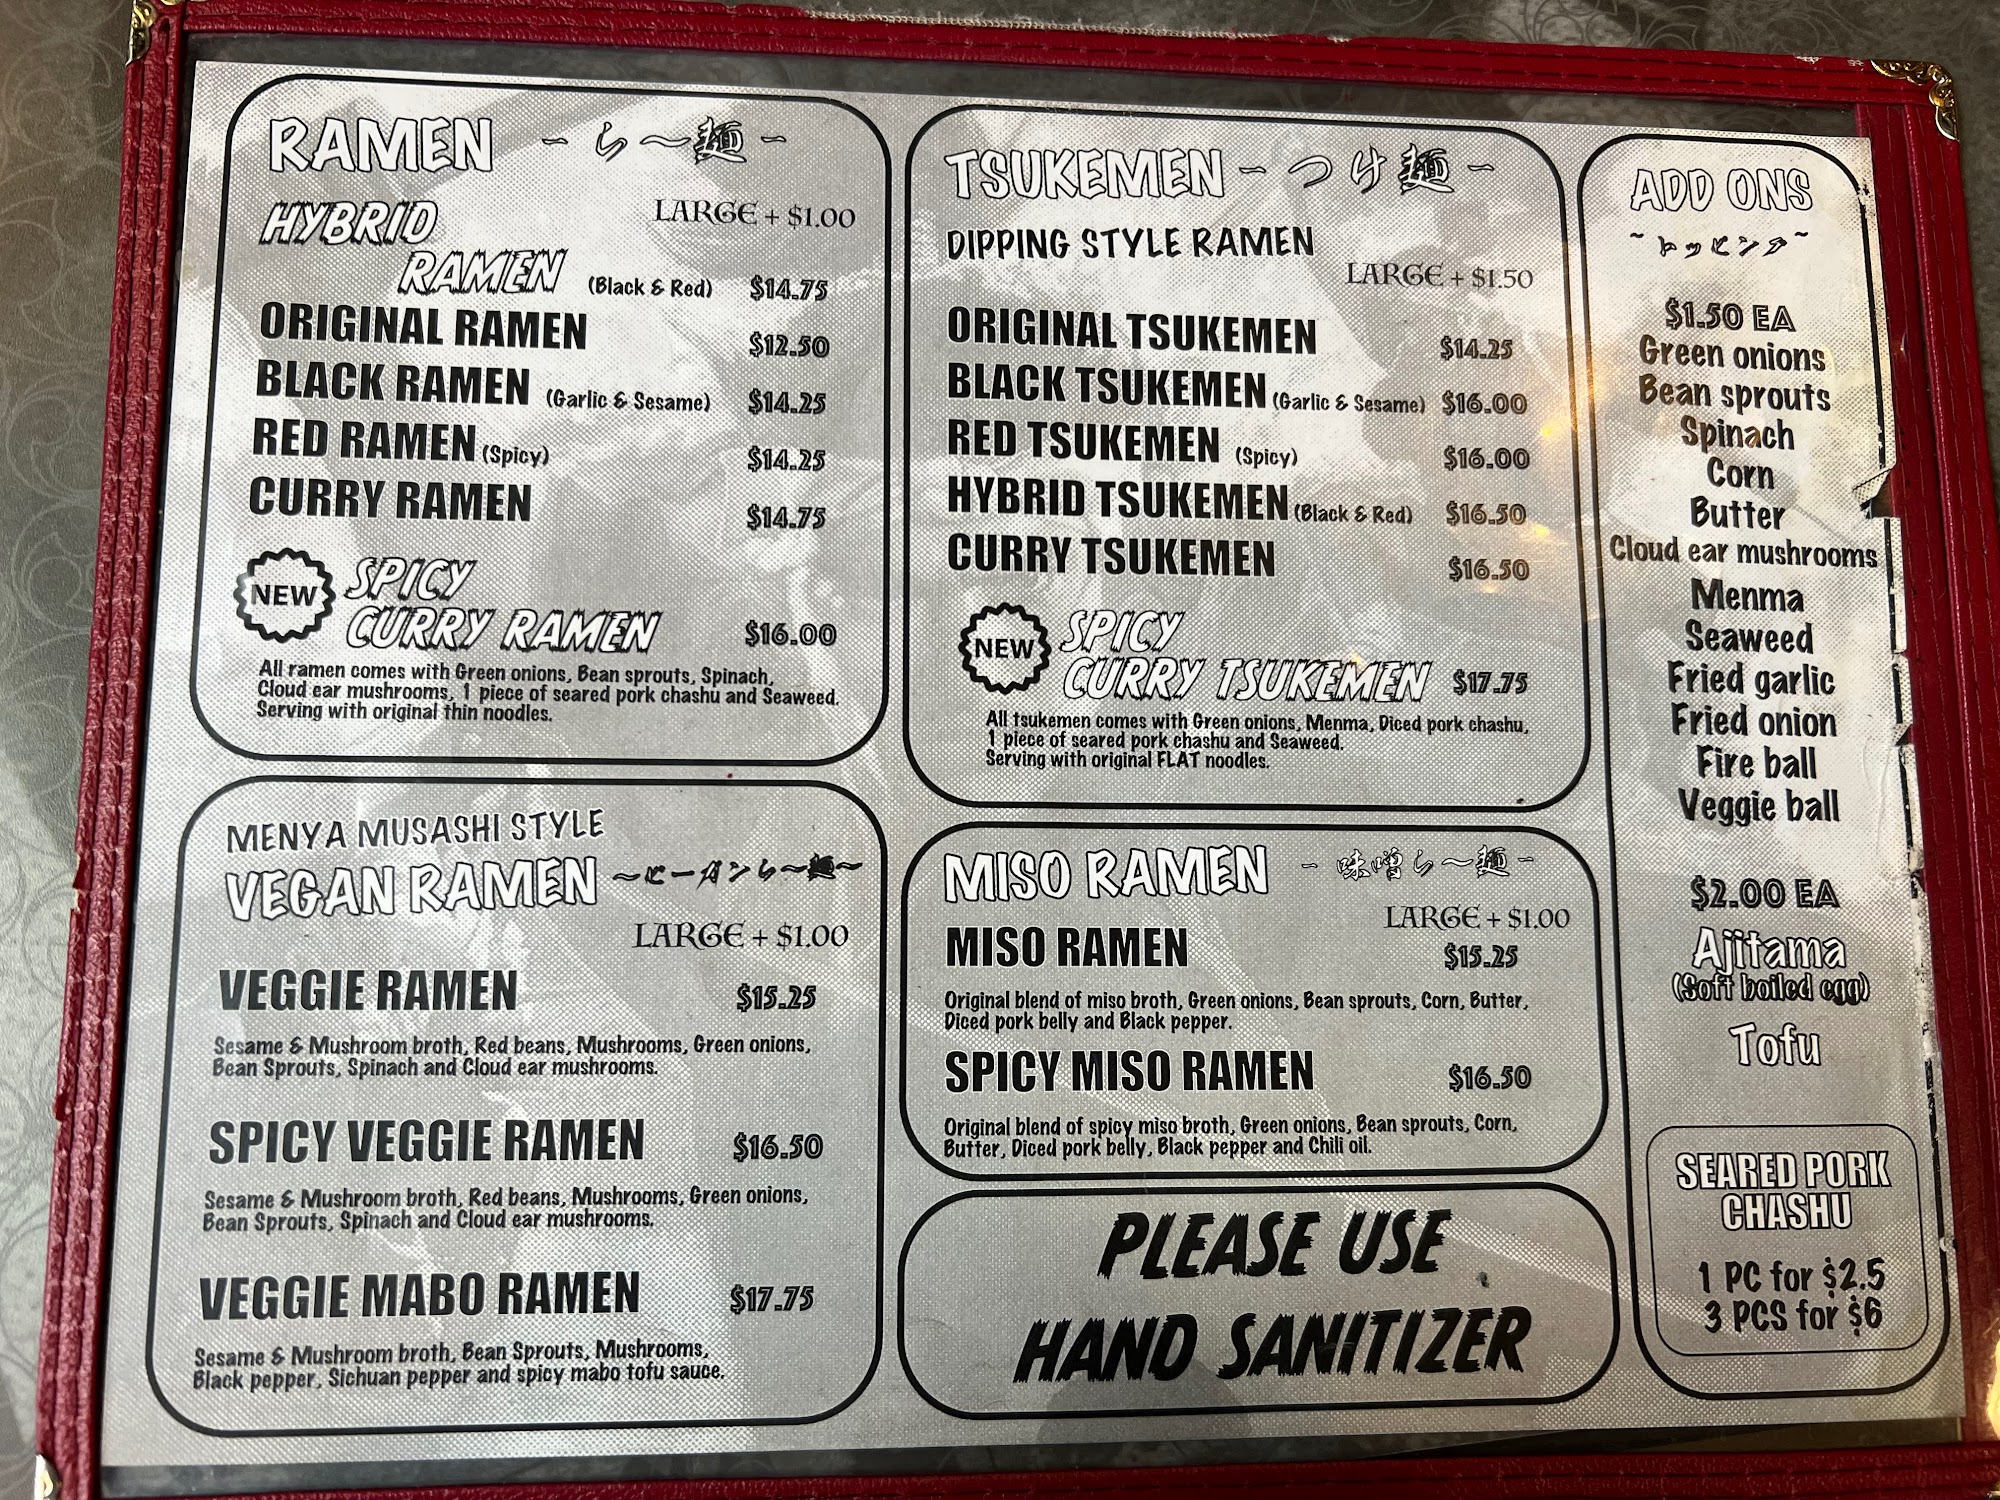 RAMEN - らー麺 -
LARGE + $1.00
HYBRID
RAMEN (Black & Red) $14.75
ORIGINAL RAMEN $12.50
BLACK RAMEN (Garlic & Sesame) $14.25
RED RAMEN (Spicy) $14.25
CURRY RAMEN $14.75
NEW SPICY
CURRY RAMEN $16.00
All ramen comes with Green onions, Bean sprouts, Spinach,
Cloud ear mushrooms, 1 piece of seared pork chashu and Seaweed.
Serving with original thin noodles.
MENYA MUSASHI STYLE
VEGAN RAMEN ~ビーガンらー麺~
LARGE + $1.00
VEGGIE RAMEN $15.25
Sesame & Mushroom broth, Red beans, Mushrooms, Green onions,
Bean Sprouts, Spinach and Cloud ear mushrooms.
SPICY VEGGIE RAMEN $16.50
Sesame & Mushroom broth, Red beans, Mushrooms, Green onions,
Bean Sprouts, Spinach and Cloud ear mushrooms.
VEGGIE MABO RAMEN $17.75
Sesame & Mushroom broth, Bean Sprouts, Mushrooms,
Black pepper, Sichuan pepper and spicy mabo tofu sauce.
TSUKEMEN - つけ麺 -
DIPPING STYLE RAMEN
LARGE + $1.50
ORIGINAL TSUKEMEN $14.25
BLACK TSUKEMEN (Garlic & Sesame) $16.00
RED TSUKEMEN (Spicy) $16.00
HYBRID TSUKEMEN (Black & Red) $16.50
CURRY TSUKEMEN $16.50
NEW SPICY
CURRY TSUKEMEN $17.75
All tsukemen comes with Green onions, Menma, Diced pork chashu,
1 piece of seared pork chashu and Seaweed.
Serving with original FLAT noodles.
MISO RAMEN - 味噌らー麺 -
LARGE + $1.00
MISO RAMEN $15.25
Original blend of miso broth, Green onions, Bean sprouts, Corn, Butter,
Diced pork belly and Black pepper.
SPICY MISO RAMEN $16.50
Original blend of spicy miso broth, Green onions, Bean sprouts, Corn,
Butter, Diced pork belly, Black pepper and Chili oil.
PLEASE USE
HAND SANITIZER
ADD ONS
~トッピング~
$1.50 EA
Green onions
Bean sprouts
Spinach
Corn
Butter
Cloud ear mushrooms
Menma
Seaweed
Fried garlic
Fried onion
Fire ball
Veggie ball
$2.00 EA
Ajitama
(Soft boiled egg)
Tofu
SEARED PORK
CHASHU
1 PC for $2.5
3 PCS for $6